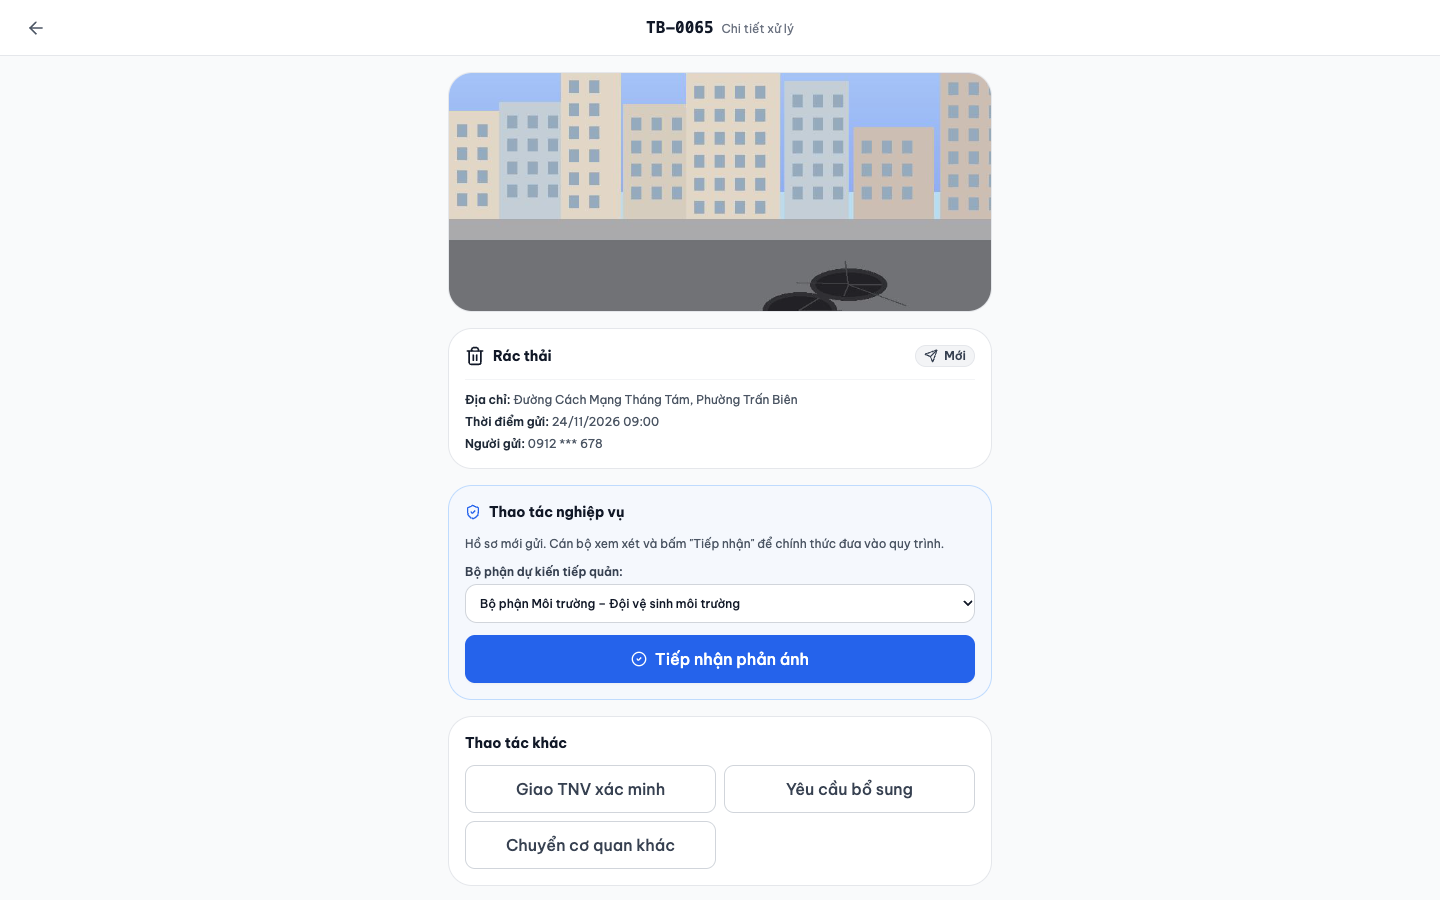 TB-0065 Chi tiết xử lý
Rác thải
Mới
Địa chỉ: Đường Cách Mạng Tháng Tám, Phường Trấn Biên
Thời điểm gửi: 24/11/2026 09:00
Người gửi: 0912 *** 678
Thao tác nghiệp vụ
Hồ sơ mới gửi. Cán bộ xem xét và bấm "Tiếp nhận" để chính thức đưa vào quy trình.
Bộ phận dự kiến tiếp quản:
Bộ phận Môi trường – Đội vệ sinh môi trường
Tiếp nhận phản ánh
Thao tác khác
Giao TNV xác minh
Yêu cầu bổ sung
Chuyển cơ quan khác